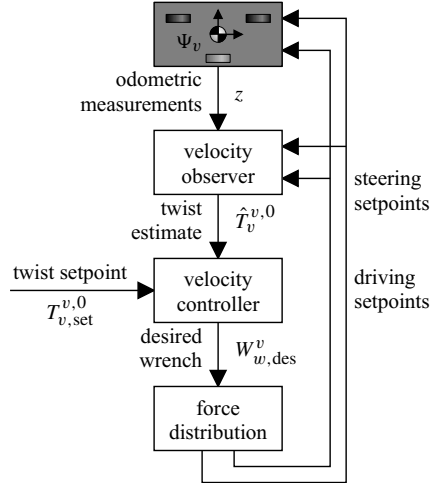 Ψ_v
odometric
measurements
z
velocity
observer
steering
setpoints
twist
estimate
T̂_v^{v,0}
twist setpoint
T_{v,set}^{v,0}
velocity
controller
driving
setpoints
desired
wrench
W_{w,des}^v
force
distribution